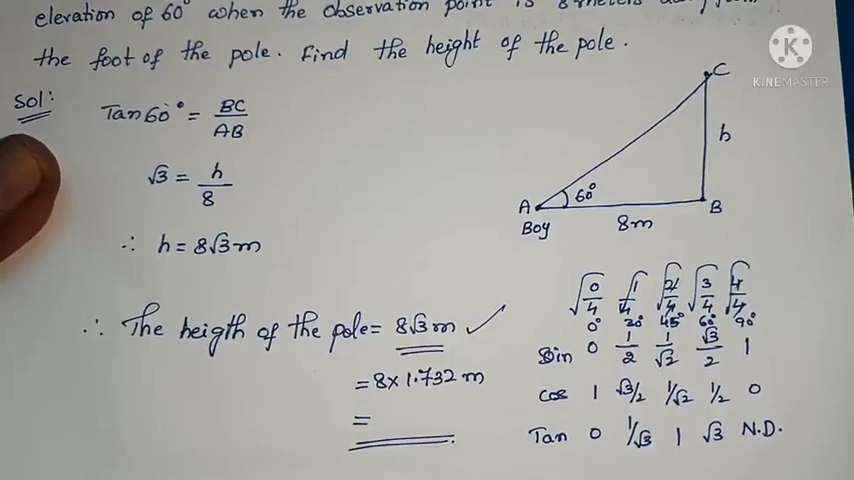 elevation of 60° when the observation point is 8 meters away from
the foot of the pole. Find the height of the pole.
Sol:
Tan60° = BC/AB
√3 = h/8
∴ h = 8√3 m
∴ The heigth of the pole = 8√3 m ✓
= 8 x 1.732 m
=
C
h
A 60° B
Boy 8m
√0/4 √1/4 √2/4 √3/4 √4/4
0° 30° 45° 60° 90°
Sin 0 1/2 1/√2 √3/2 1
cos 1 √3/2 1/√2 1/2 0
Tan 0 1/√3 1 √3 N.D.
K
KINEMASTER